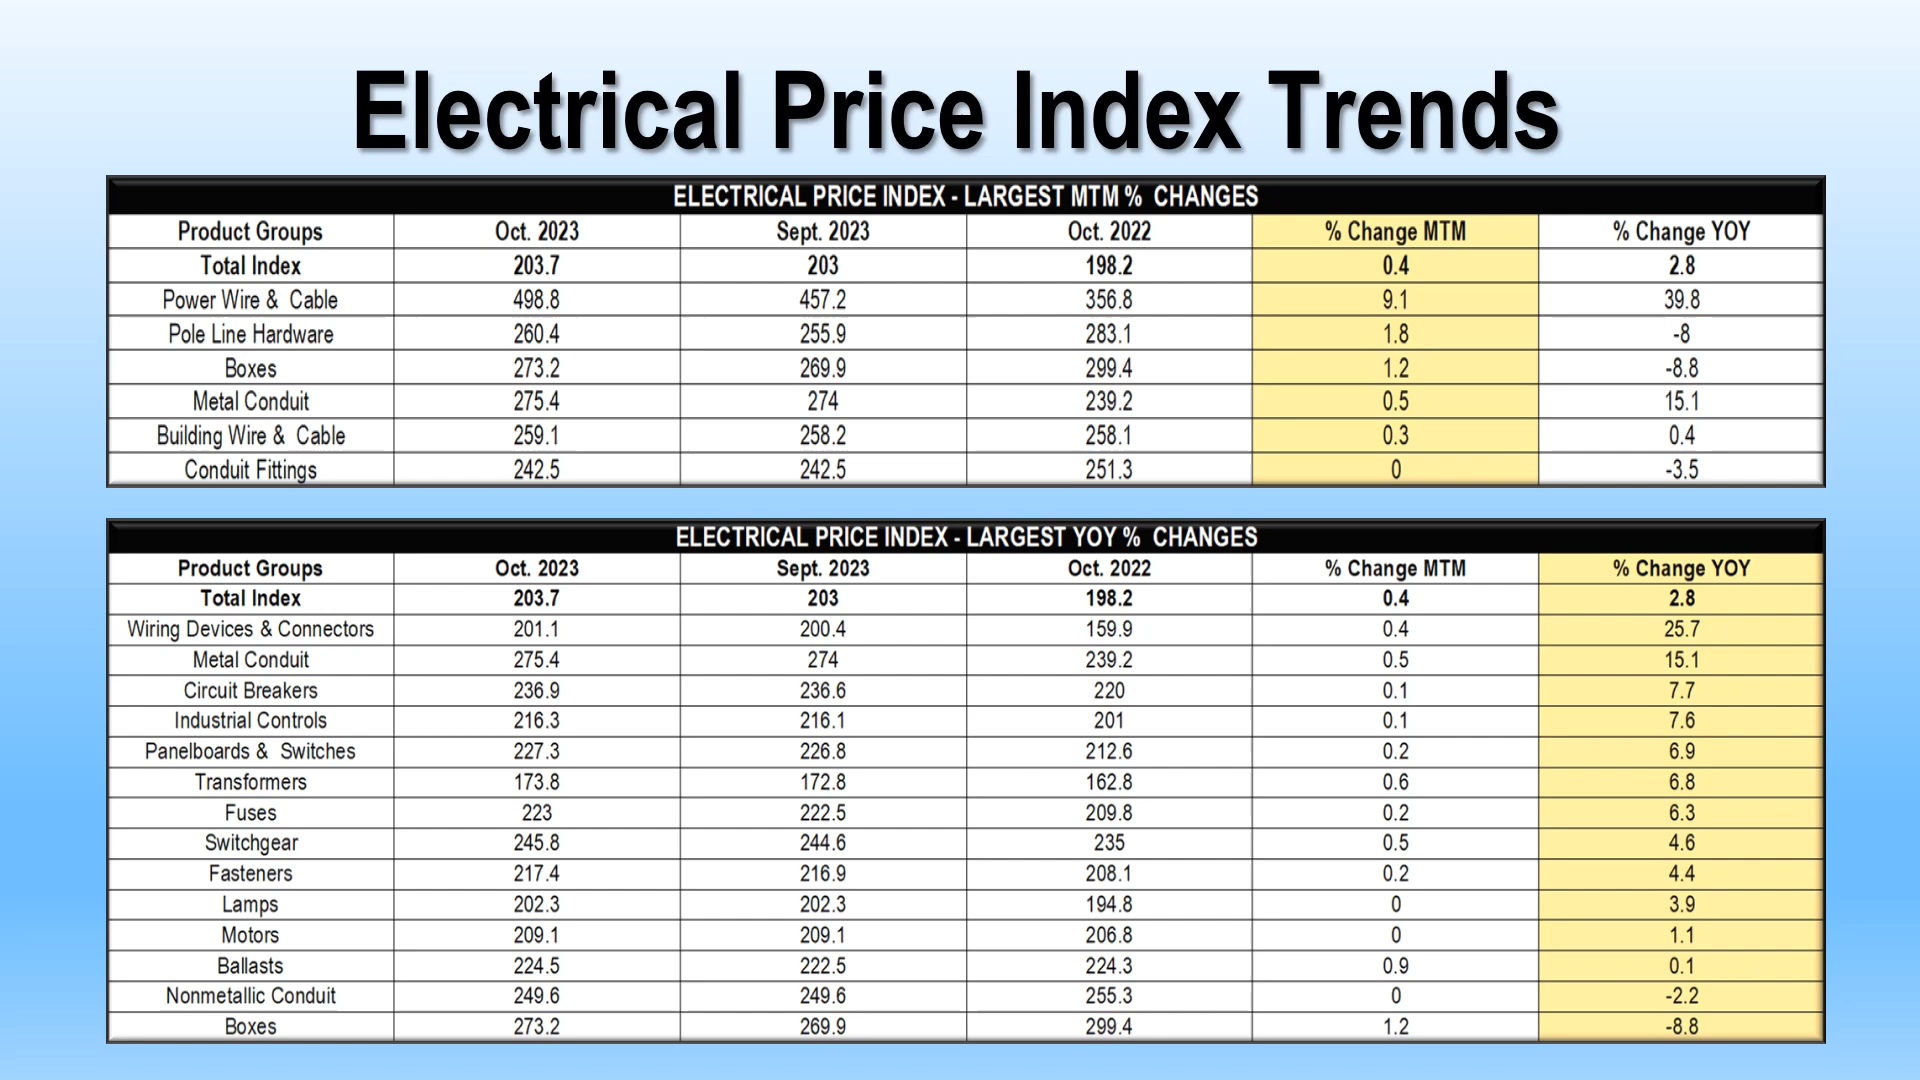 Electrical Price Index Trends
ELECTRICAL PRICE INDEX - LARGEST MTM % CHANGES
Product Groups Oct. 2023 Sept. 2023 Oct. 2022 % Change MTM % Change YOY
Total Index 203.7 203 198.2 0.4 2.8
Power Wire & Cable 498.8 457.2 356.8 9.1 39.8
Pole Line Hardware 260.4 255.9 283.1 1.8 -8
Boxes 273.2 269.9 299.4 1.2 -8.8
Metal Conduit 275.4 274 239.2 0.5 15.1
Building Wire & Cable 259.1 258.2 258.1 0.3 0.4
Conduit Fittings 242.5 242.5 251.3 0 -3.5
ELECTRICAL PRICE INDEX - LARGEST YOY % CHANGES
Product Groups Oct. 2023 Sept. 2023 Oct. 2022 % Change MTM % Change YOY
Total Index 203.7 203 198.2 0.4 2.8
Wiring Devices & Connectors 201.1 200.4 159.9 0.4 25.7
Metal Conduit 275.4 274 239.2 0.5 15.1
Circuit Breakers 236.9 236.6 220 0.1 7.7
Industrial Controls 216.3 216.1 201 0.1 7.6
Panelboards & Switches 227.3 226.8 212.6 0.2 6.9
Transformers 173.8 172.8 162.8 0.6 6.8
Fuses 223 222.5 209.8 0.2 6.3
Switchgear 245.8 244.6 235 0.5 4.6
Fasteners 217.4 216.9 208.1 0.2 4.4
Lamps 202.3 202.3 194.8 0 3.9
Motors 209.1 209.1 206.8 0 1.1
Ballasts 224.5 222.5 224.3 0.9 0.1
Nonmetallic Conduit 249.6 249.6 255.3 0 -2.2
Boxes 273.2 269.9 299.4 1.2 -8.8